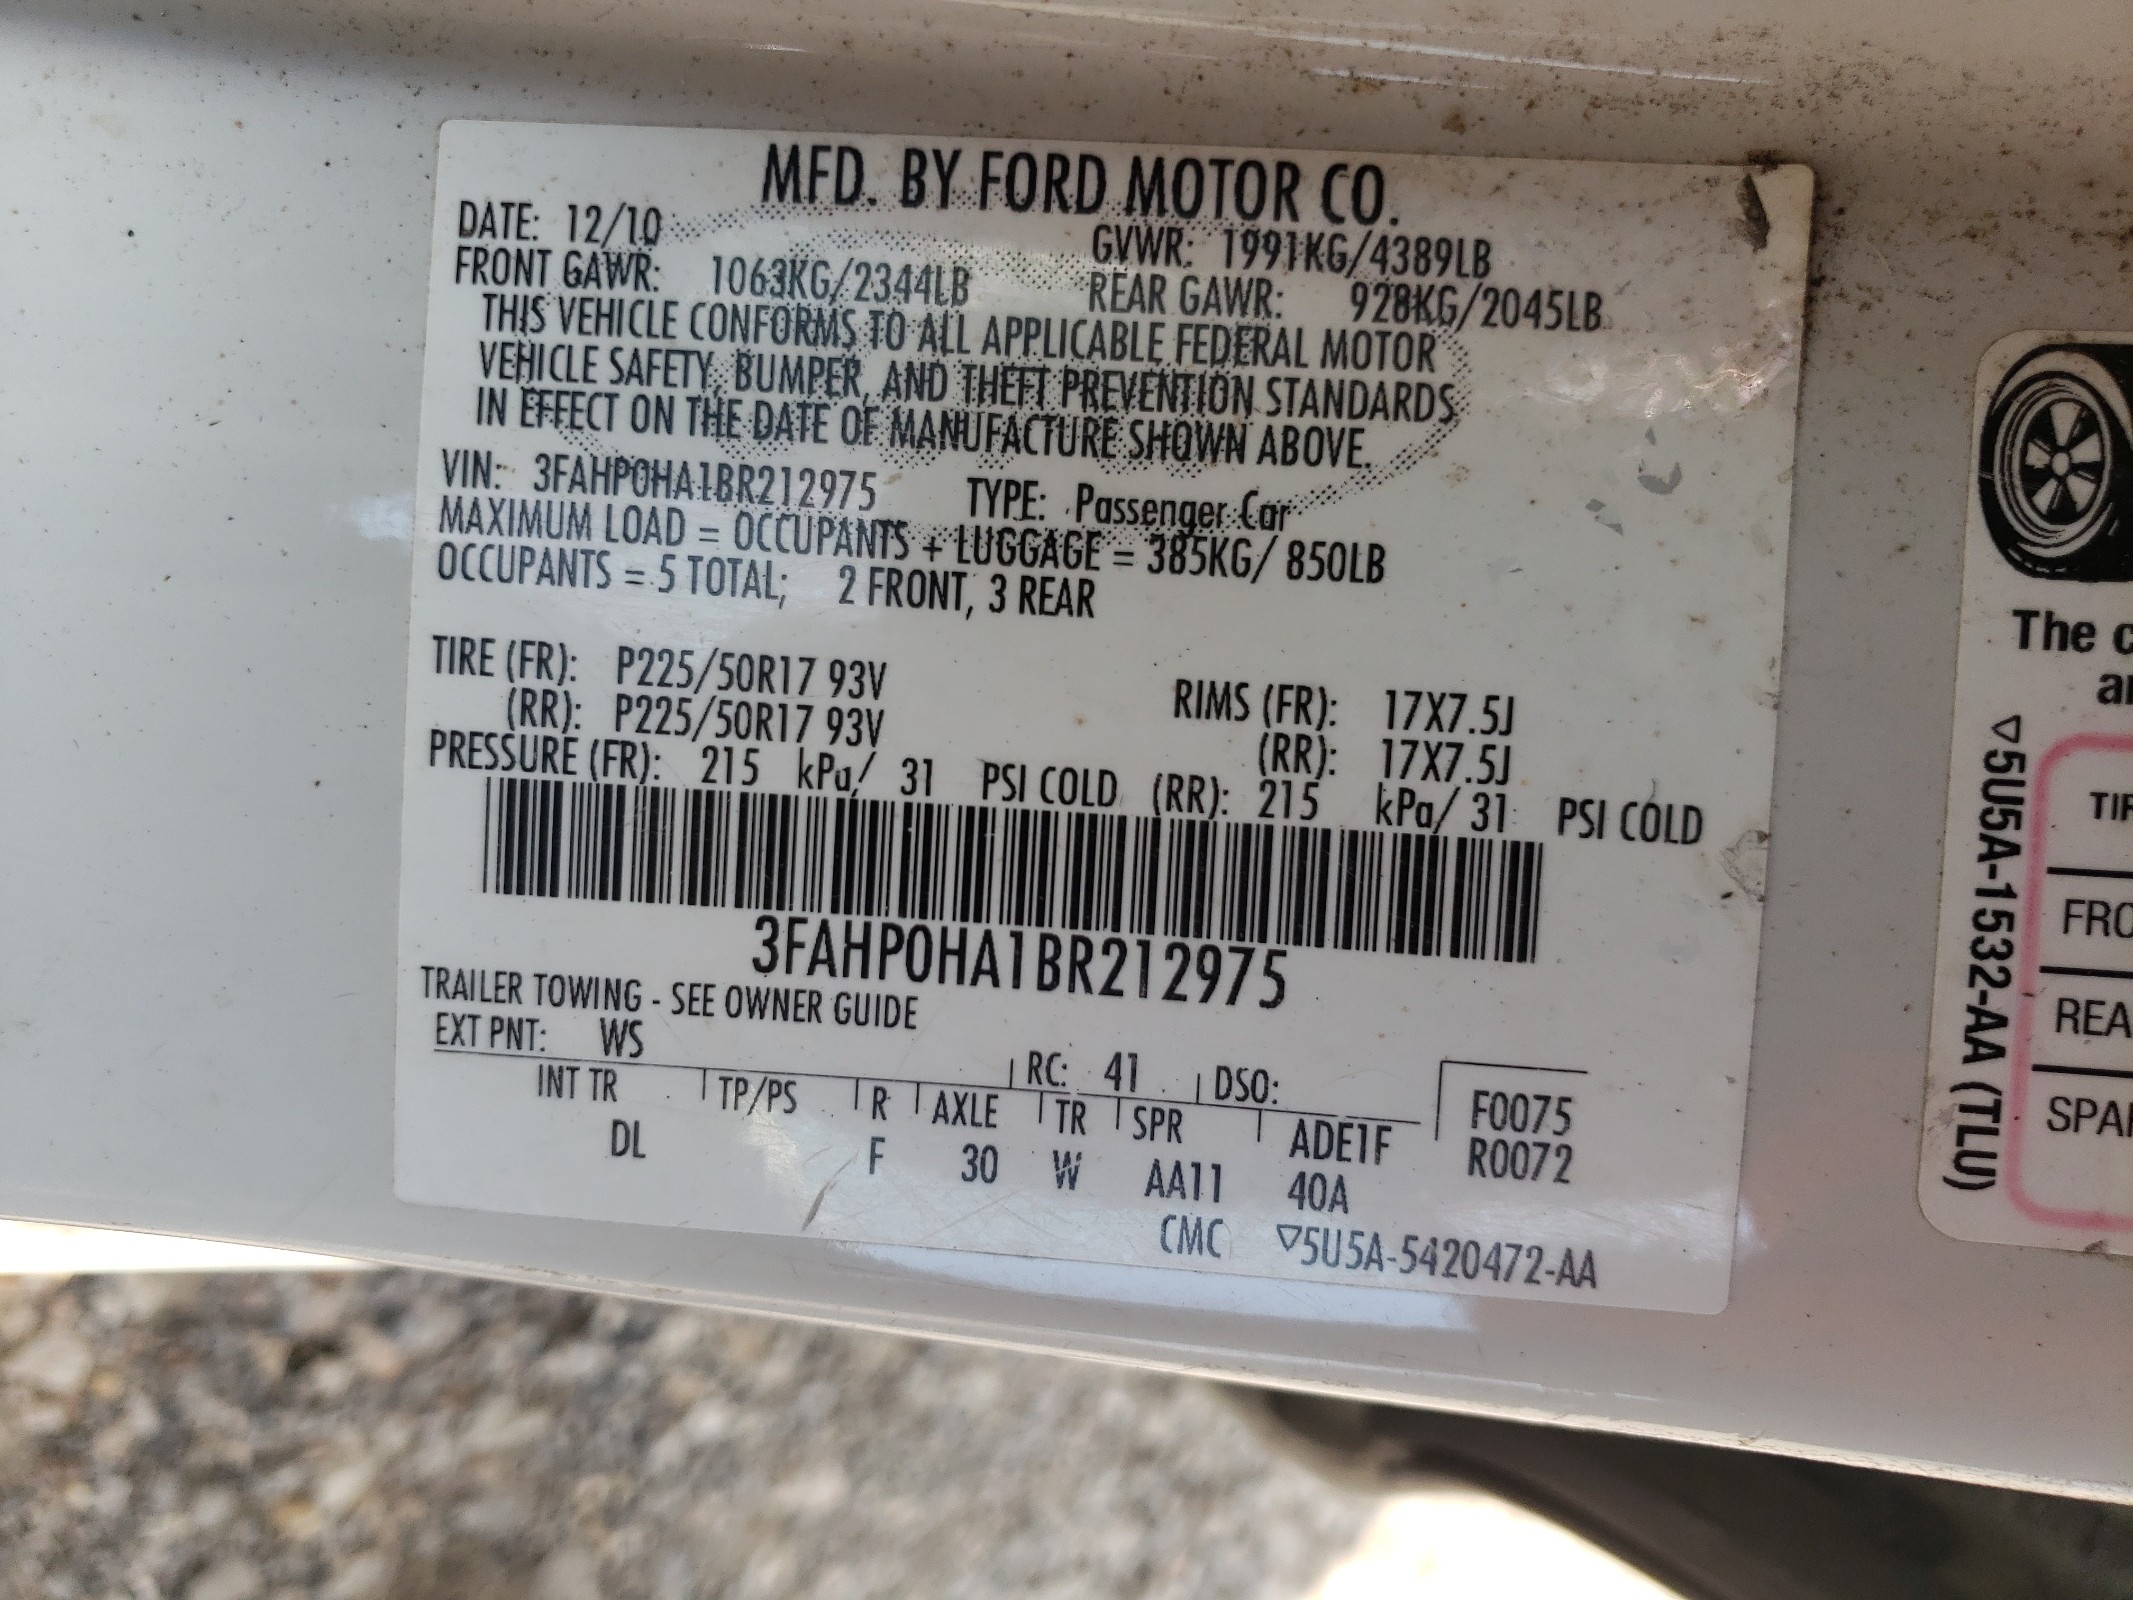 MFD. BY FORD MOTOR CO.
DATE: 12/10 GVWR: 1991KG/4389LB
FRONT GAWR: 1063KG/2344LB REAR GAWR: 928KG/2045LB
THIS VEHICLE CONFORMS TO ALL APPLICABLE FEDERAL MOTOR
VEHICLE SAFETY, BUMPER, AND THEFT PREVENTION STANDARDS
IN EFFECT ON THE DATE OF MANUFACTURE SHOWN ABOVE.
VIN: 3FAHP0HA1BR212975 TYPE: Passenger Car
MAXIMUM LOAD = OCCUPANTS + LUGGAGE = 385KG/ 850LB
OCCUPANTS = 5 TOTAL; 2 FRONT, 3 REAR
TIRE (FR): P225/50R17 93V RIMS (FR): 17X7.5J
(RR): P225/50R17 93V (RR): 17X7.5J
PRESSURE (FR): 215 kPa/ 31 PSI COLD (RR): 215 kPa/ 31 PSI COLD
3FAHP0HA1BR212975
TRAILER TOWING - SEE OWNER GUIDE
EXT PNT: WS RC: 41 DSO:
INT TR TP/PS R AXLE TR SPR ADE1F F0075
DL F 30 W AA11 40A R0072
CMC ▽5U5A-5420472-AA
The
▽5U5A-1532-AA (TLU)